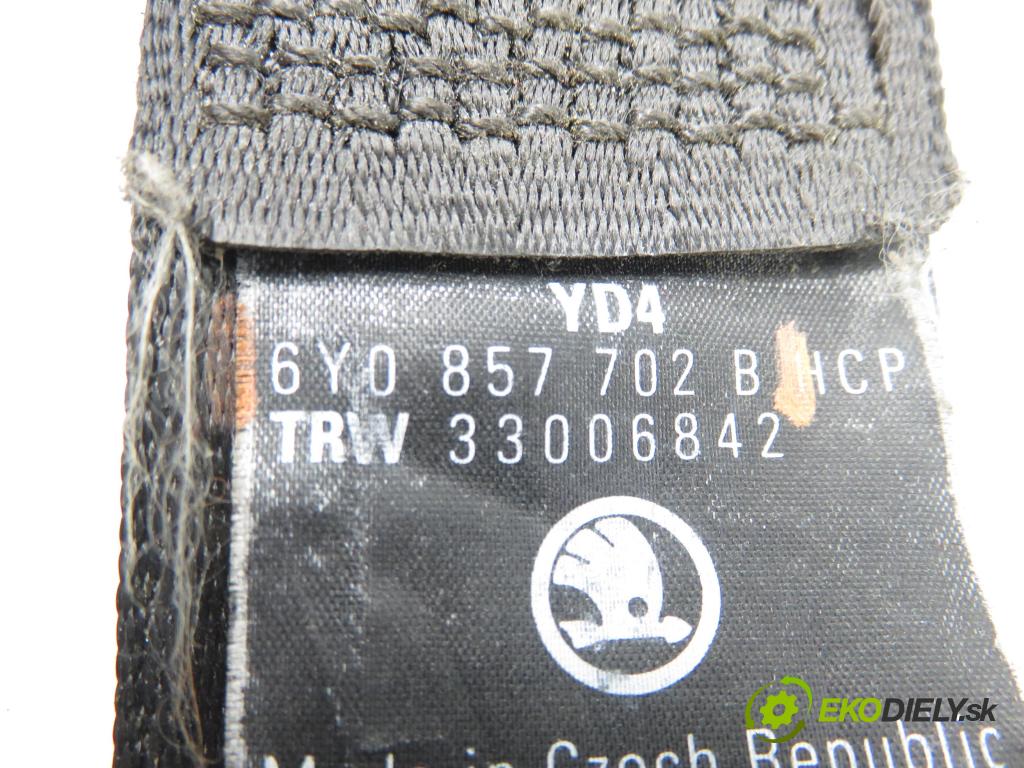 YD4
6Y0 857 702 B HCP
TRW 33006842
Made in Czech Republic
EKODIELY.sk